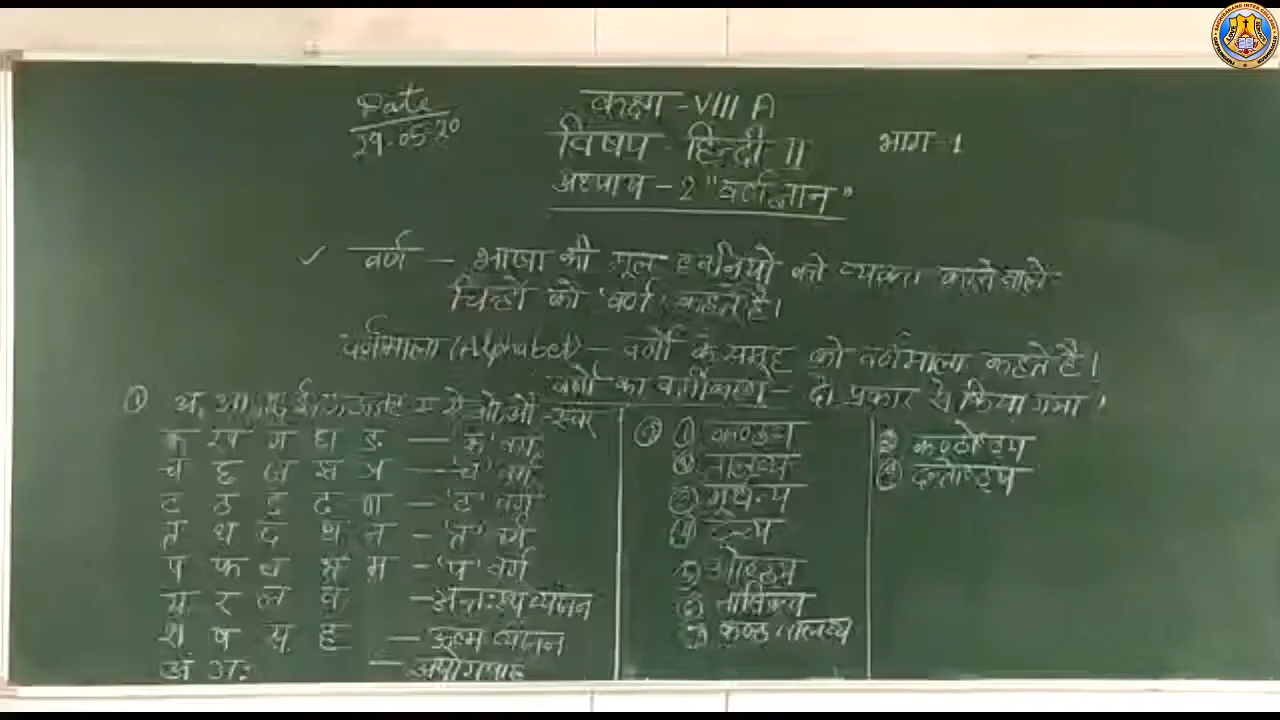 Date
29.05.20
कक्षा - VIII A
विषय - हिन्दी II
भाग - 1
अध्याय - 2 "वर्णज्ञान"
✓ वर्ण — भाषा की मूल ध्वनियों को व्यक्त करने वाले
चिन्हों को 'वर्ण' कहते है।
वर्णमाला (Alphabet) — वर्णों के समूह को वर्णमाला कहते है।
वर्णों का वर्गीकरण — दो प्रकार से किया गया।
① अ, आ ओ औ - स्वर
क ख ग घ ङ — 'क' वर्ग
च छ ज झ ञ — 'च' वर्ग
ट ठ ड ढ ण — 'ट' वर्ग
त थ द ध न — 'त' वर्ग
प फ ब भ म — 'प' वर्ग
य र ल व — अन्तःस्थ व्यंजन
श ष स ह — ऊष्म व्यंजन
अं अः — अयोगवाह
② ① कण्ठ्य
② तालव्य
③ मूर्धन्य
④ दन्त्य
⑤ ओष्ठ्य
⑥ नासिक्य
⑦ कण्ठ तालव्य
⑧ कण्ठोष्ठ्य
⑨ दन्तोष्ठ्य